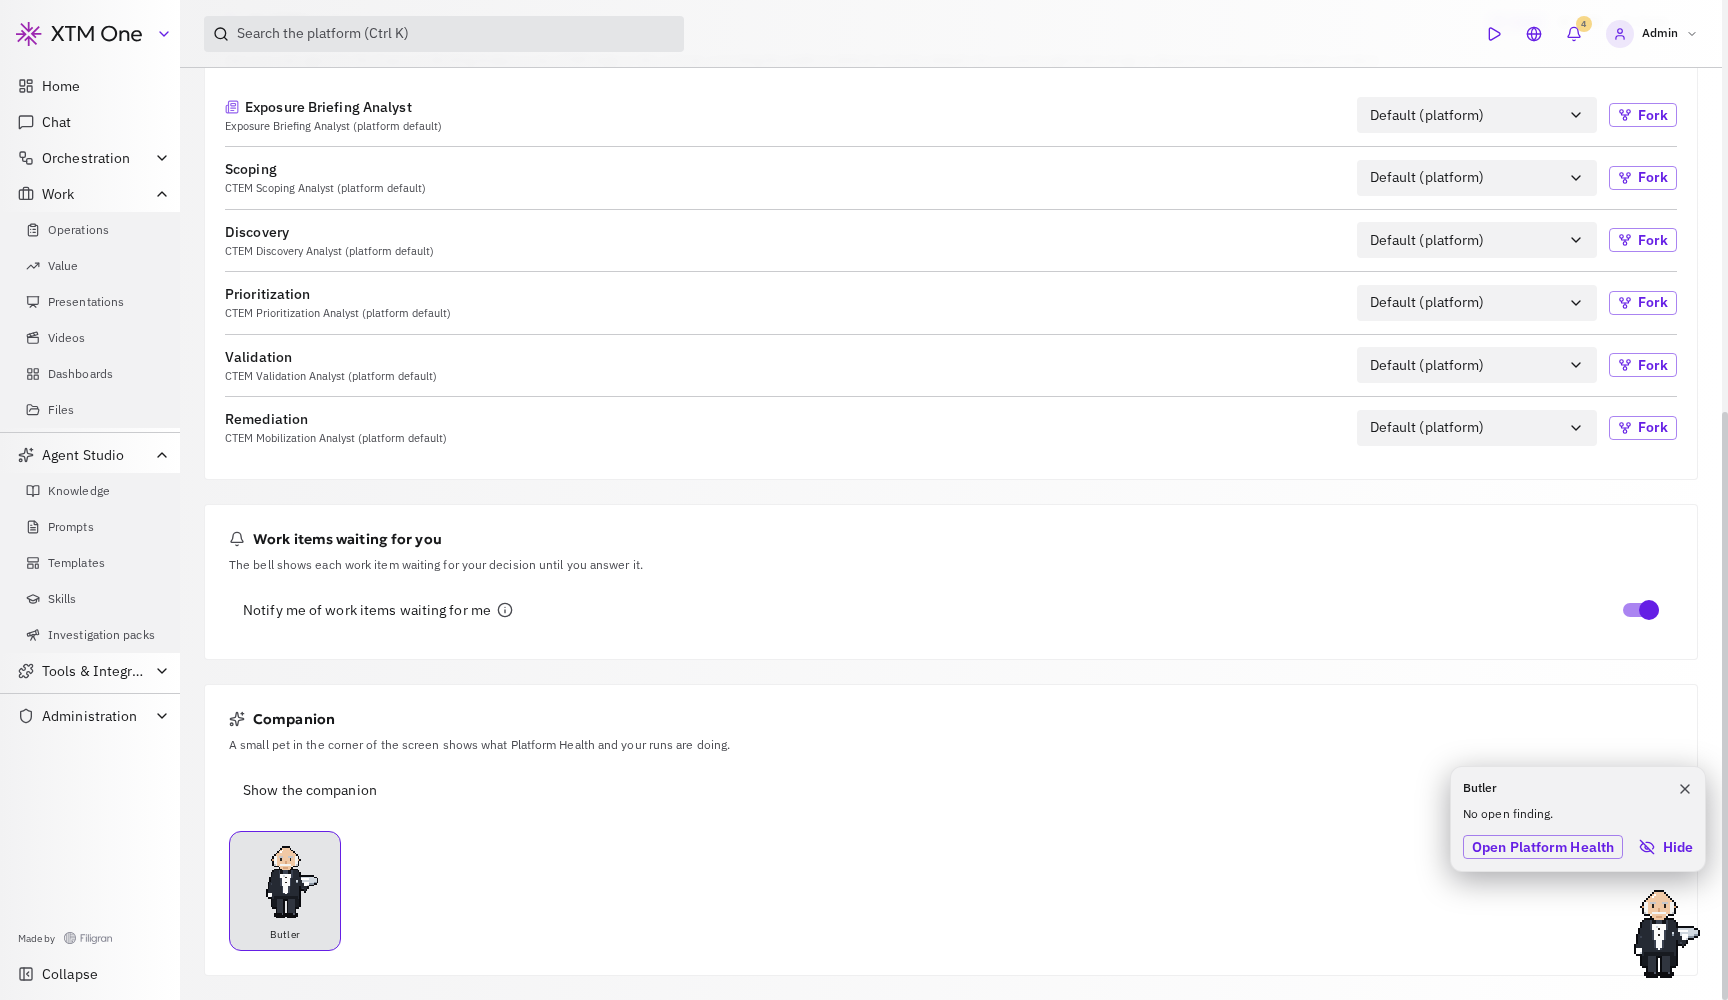 XTM One
Search the platform (Ctrl K)
4
Admin
Home
Chat
Orchestration
Work
Operations
Value
Presentations
Videos
Dashboards
Files
Agent Studio
Knowledge
Prompts
Templates
Skills
Investigation packs
Tools & Integr...
Administration
Made by Filigran
Collapse
Exposure Briefing Analyst
Exposure Briefing Analyst (platform default)
Default (platform)
Fork
Scoping
CTEM Scoping Analyst (platform default)
Default (platform)
Fork
Discovery
CTEM Discovery Analyst (platform default)
Default (platform)
Fork
Prioritization
CTEM Prioritization Analyst (platform default)
Default (platform)
Fork
Validation
CTEM Validation Analyst (platform default)
Default (platform)
Fork
Remediation
CTEM Mobilization Analyst (platform default)
Default (platform)
Fork
Work items waiting for you
The bell shows each work item waiting for your decision until you answer it.
Notify me of work items waiting for me
Companion
A small pet in the corner of the screen shows what Platform Health and your runs are doing.
Show the companion
Butler
Butler
No open finding.
Open Platform Health
Hide